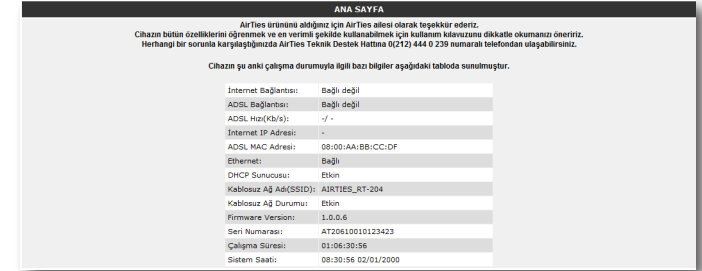 ANA SAYFA
AirTies ürününü aldığınız için AirTies ailesi olarak teşekkür ederiz.
Cihazın bütün özelliklerini öğrenmek ve en verimli şekilde kullanabilmek için kullanım kılavuzunu dikkatle okumanızı öneririz.
Herhangi bir sorunla karşılaştığınızda AirTies Teknik Destek Hattına 0(212) 444 0 239 numaralı telefondan ulaşabilirsiniz.
Cihazın şu anki çalışma durumuyla ilgili bazı bilgiler aşağıdaki tabloda sunulmuştur.
İnternet Bağlantısı: Bağlı değil
ADSL Bağlantısı: Bağlı değil
ADSL Hızı(Kb/s): -/ -
İnternet IP Adresi: -
ADSL MAC Adresi: 08:00:AA:BB:CC:DF
Ethernet: Bağlı
DHCP Sunucusu: Etkin
Kablosuz Ağ Adı(SSID): AIRTIES_RT-204
Kablosuz Ağ Durumu: Etkin
Firmware Version: 1.0.0.6
Seri Numarası: AT20610010123423
Çalışma Süresi: 01:06:30:56
Sistem Saati: 08:30:56 02/01/2000